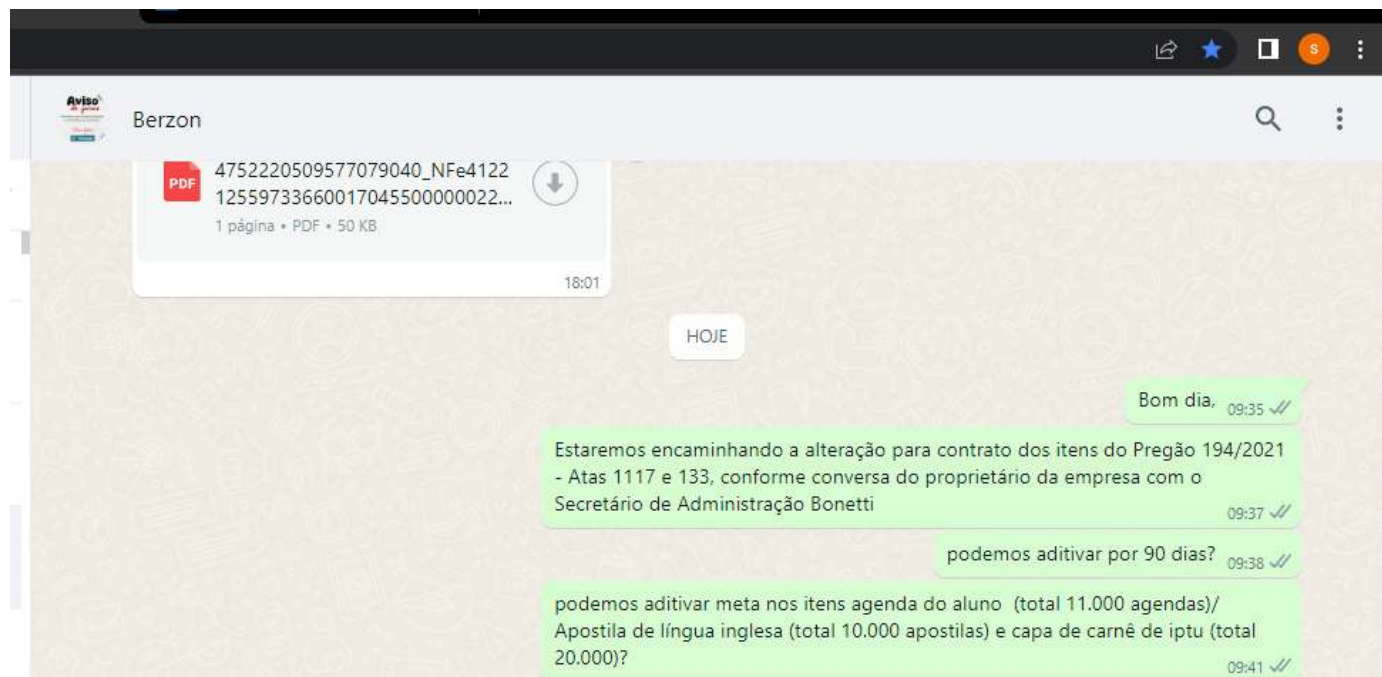 S
Aviso
Berzon
PDF
4752220509577079040_NFe4122
125597336600017045500000022...
1 página • PDF • 50 KB
18:01
HOJE
Bom dia, 09:35
Estaremos encaminhando a alteração para contrato dos itens do Pregão 194/2021
- Atas 1117 e 133, conforme conversa do proprietário da empresa com o
Secretário de Administração Bonetti
09:37
podemos aditivar por 90 dias? 09:38
podemos aditivar meta nos itens agenda do aluno (total 11.000 agendas)/
Apostila de língua inglesa (total 10.000 apostilas) e capa de carnê de iptu (total
20.000)?
09:41